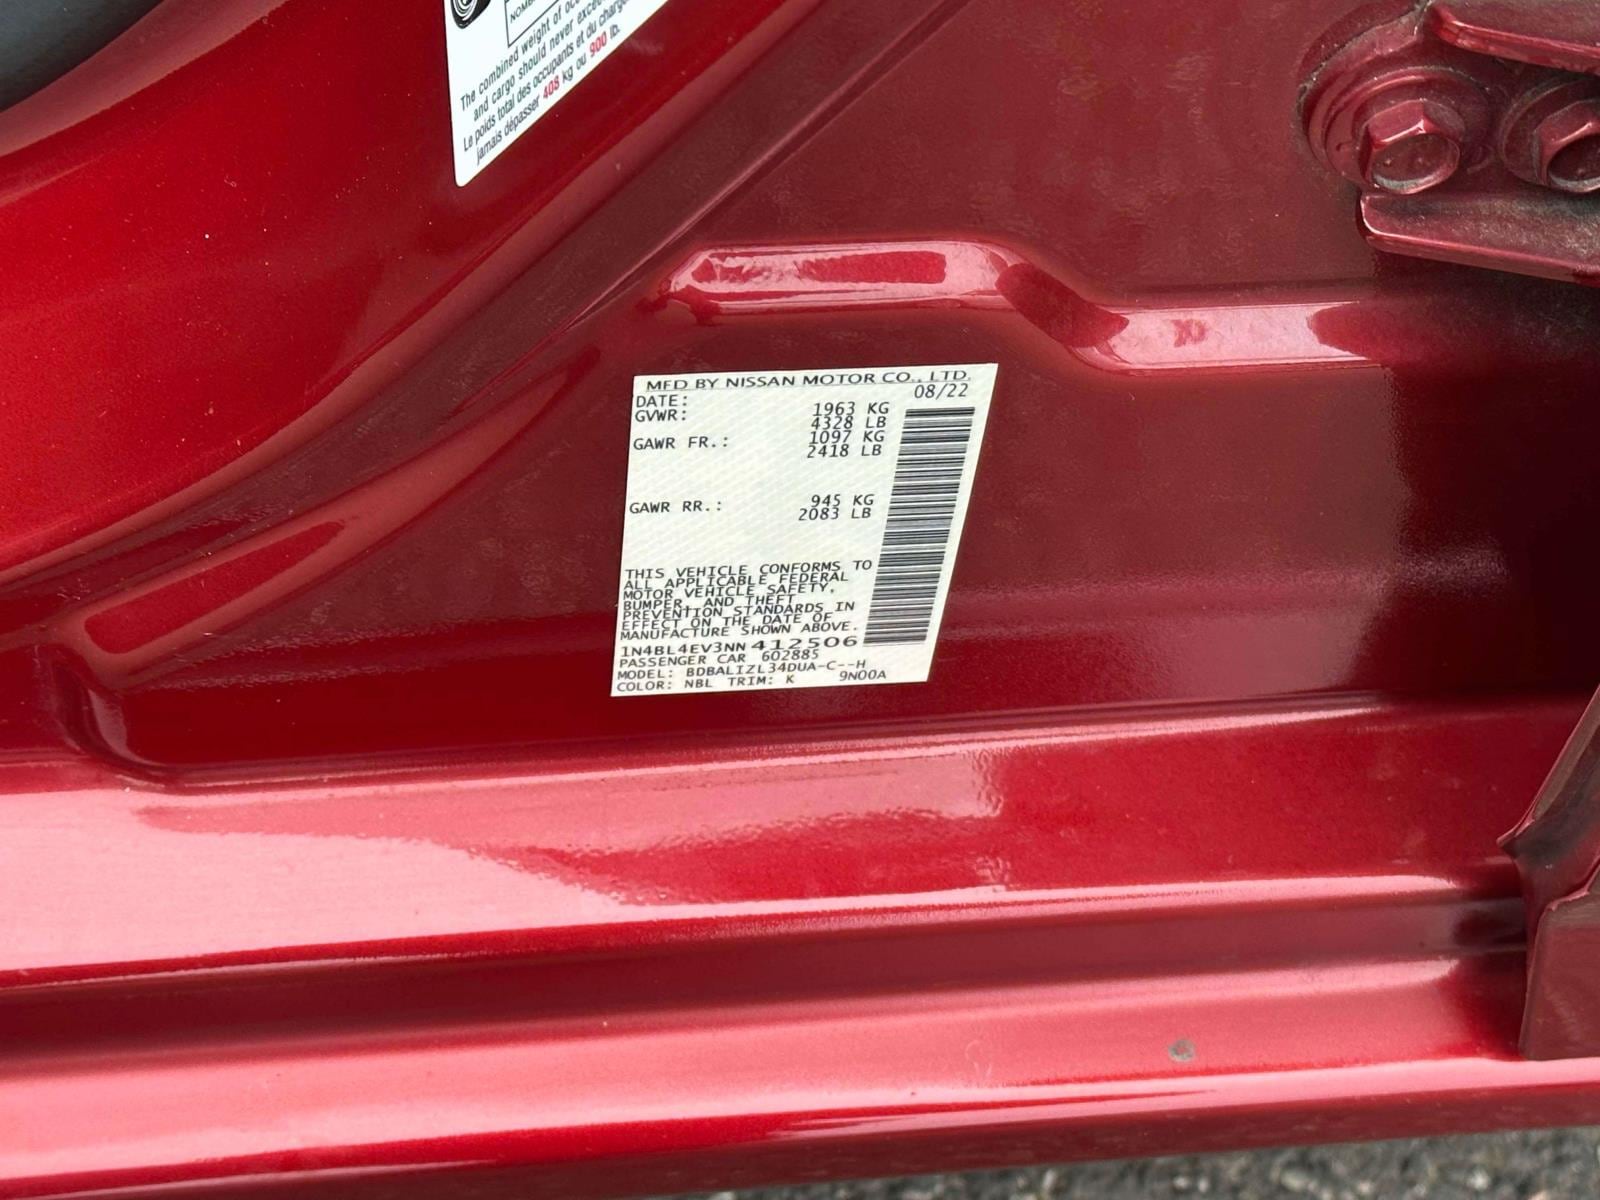 The combined weight of
and cargo should never
Le poids total des occupants et du
jamais dépasser 408 kg ou 900 lb.
MFD BY NISSAN MOTOR CO., LTD.
DATE: 08/22
GVWR: 1963 KG
4328 LB
GAWR FR.: 1097 KG
2418 LB
GAWR RR.: 945 KG
2083 LB
THIS VEHICLE CONFORMS TO
ALL APPLICABLE FEDERAL
MOTOR VEHICLE SAFETY,
BUMPER, AND THEFT
PREVENTION STANDARDS IN
EFFECT ON THE DATE OF
MANUFACTURE SHOWN ABOVE.
1N4BL4EV3NN412506
PASSENGER CAR 602885
MODEL: BDBALIZL34DUA-C--H
COLOR: NBL TRIM: K 9N00A